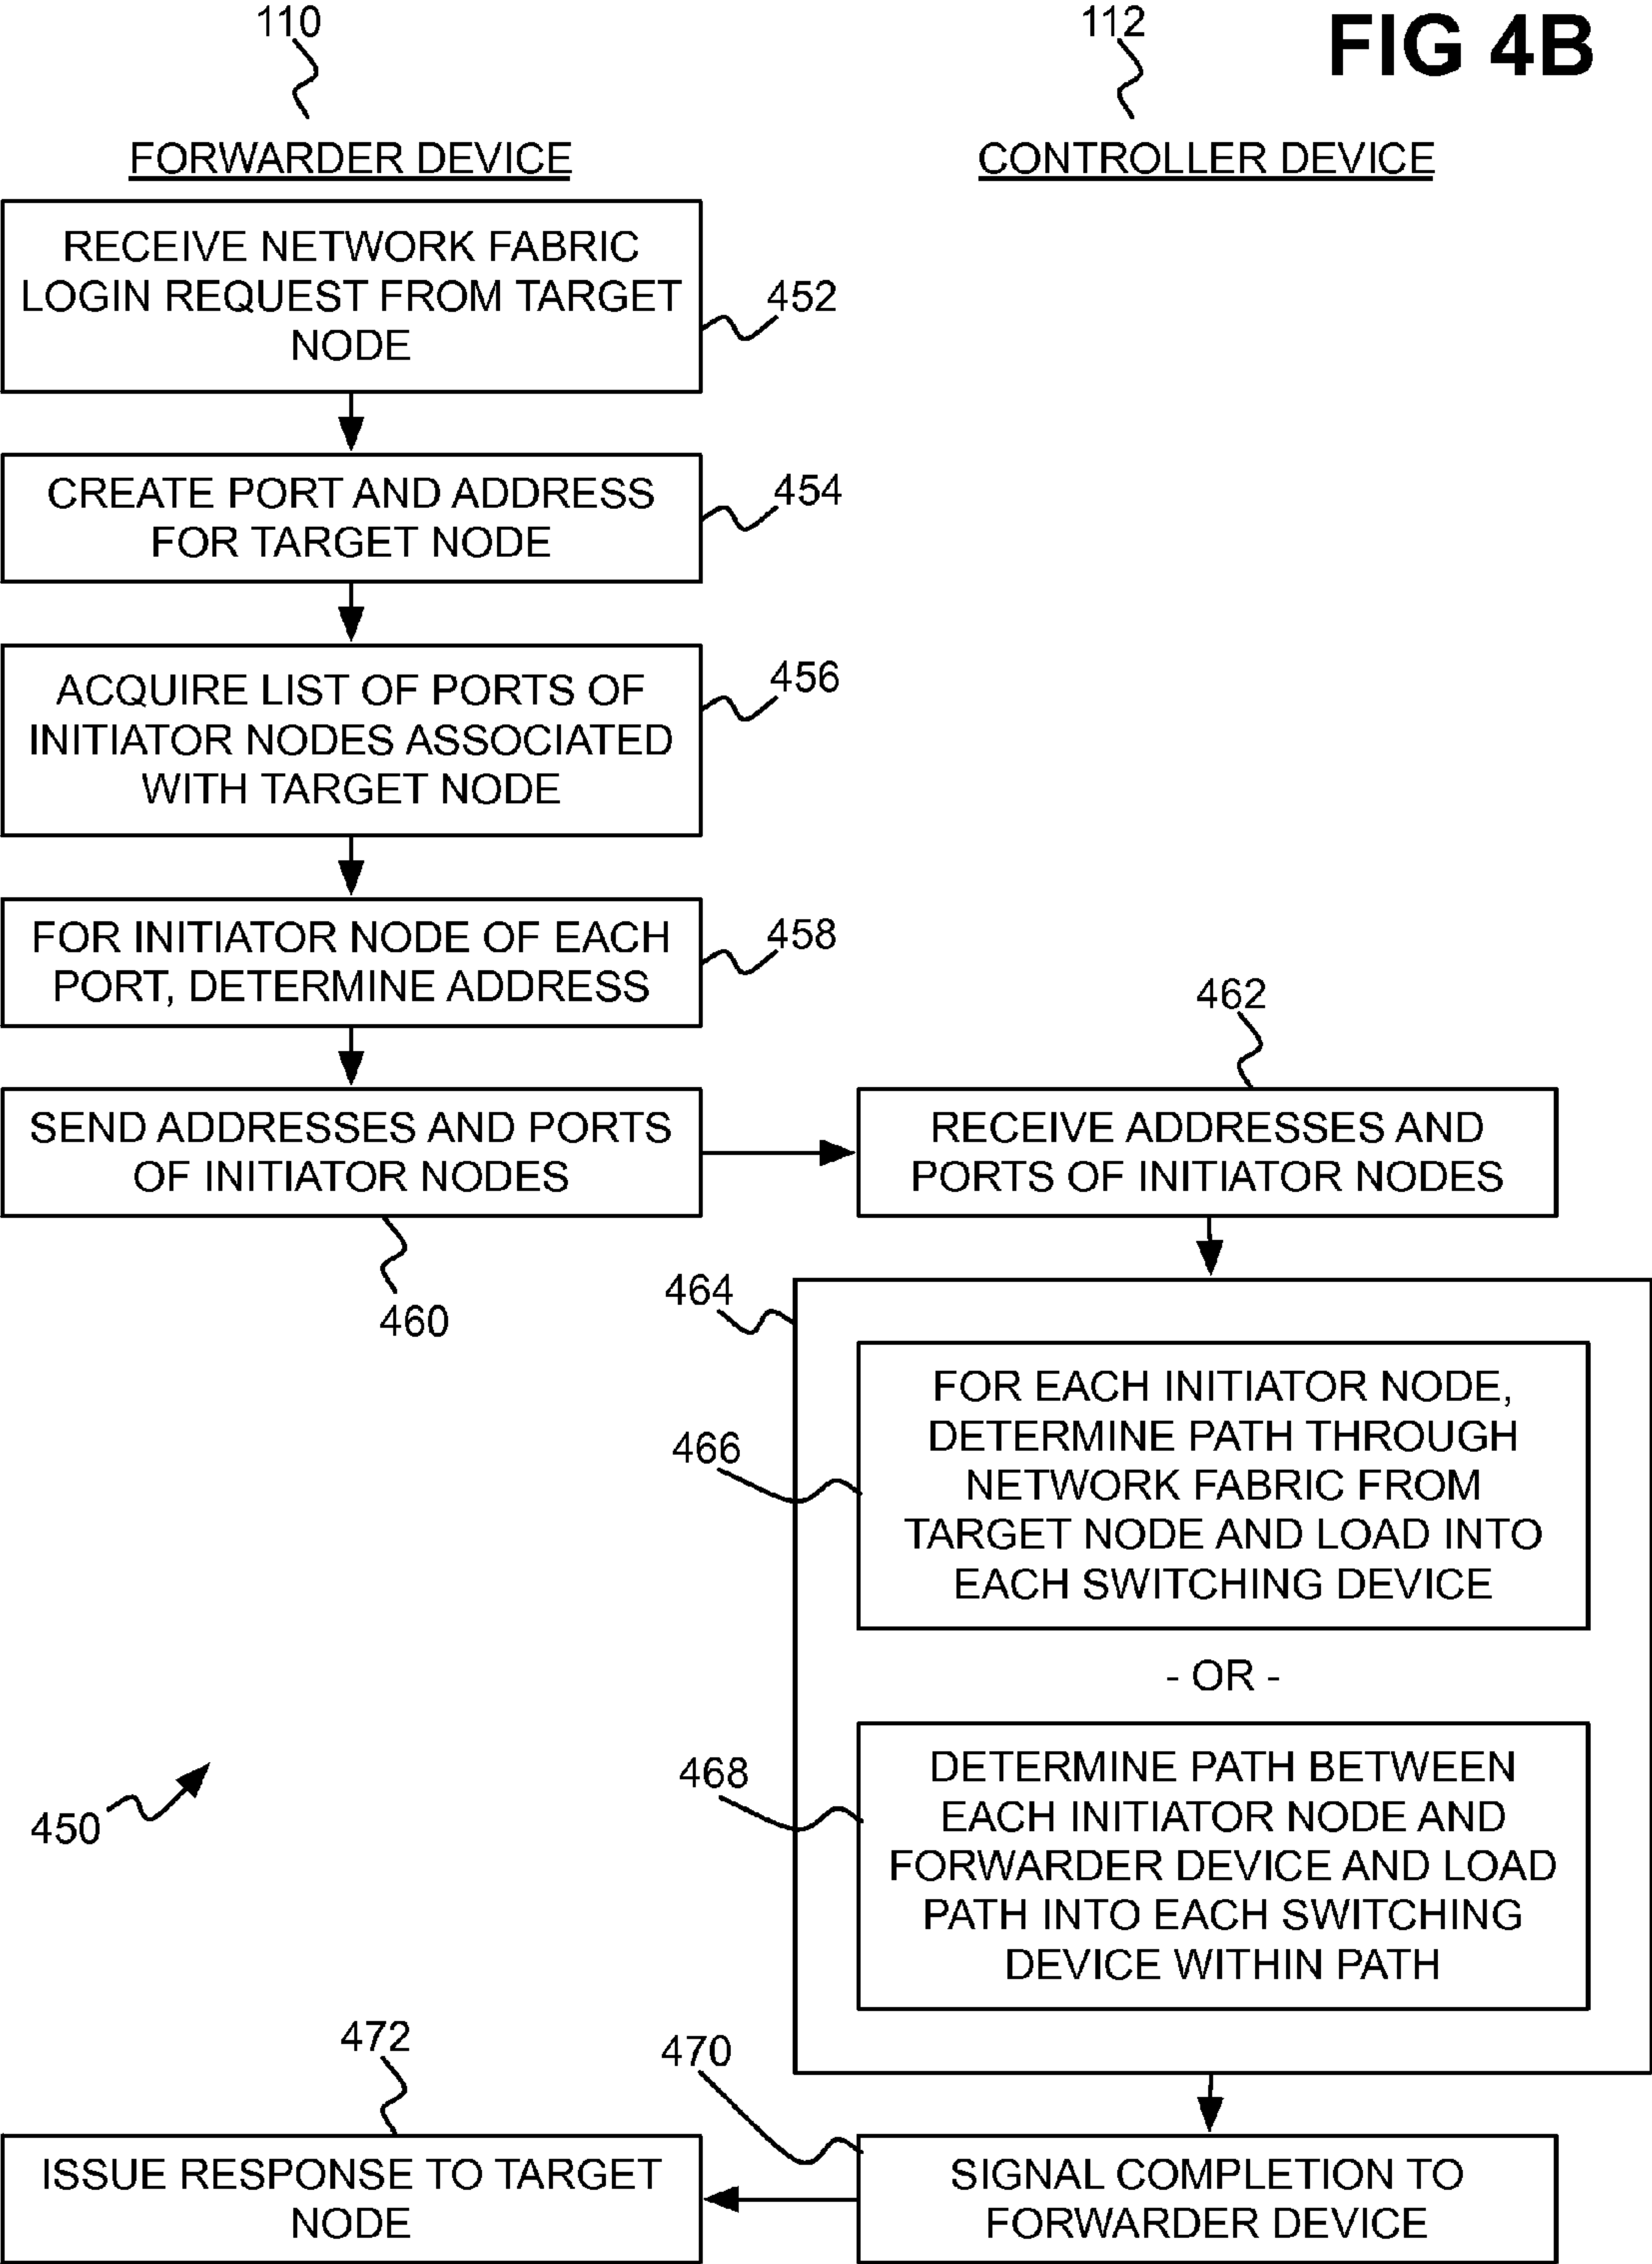 110
112
FIG 4B
FORWARDER DEVICE
CONTROLLER DEVICE
RECEIVE NETWORK FABRIC
LOGIN REQUEST FROM TARGET
NODE
452
CREATE PORT AND ADDRESS
FOR TARGET NODE
454
ACQUIRE LIST OF PORTS OF
INITIATOR NODES ASSOCIATED
WITH TARGET NODE
456
FOR INITIATOR NODE OF EACH
PORT, DETERMINE ADDRESS
458
SEND ADDRESSES AND PORTS
OF INITIATOR NODES
460
462
RECEIVE ADDRESSES AND
PORTS OF INITIATOR NODES
464
466
FOR EACH INITIATOR NODE,
DETERMINE PATH THROUGH
NETWORK FABRIC FROM
TARGET NODE AND LOAD INTO
EACH SWITCHING DEVICE
- OR -
468
DETERMINE PATH BETWEEN
EACH INITIATOR NODE AND
FORWARDER DEVICE AND LOAD
PATH INTO EACH SWITCHING
DEVICE WITHIN PATH
450
470
SIGNAL COMPLETION TO
FORWARDER DEVICE
472
ISSUE RESPONSE TO TARGET
NODE